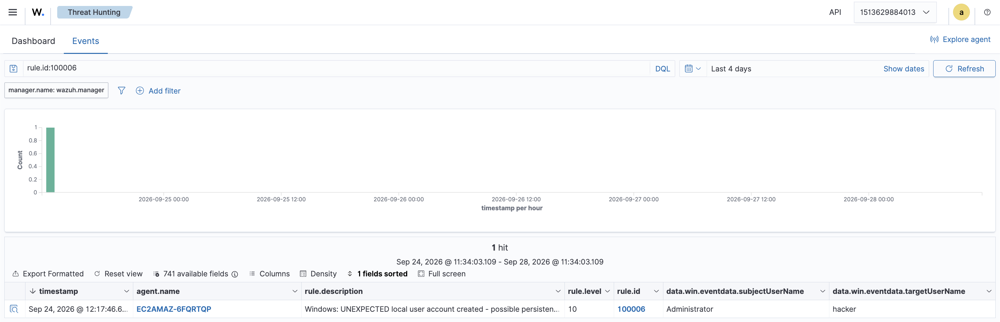 W. Threat Hunting API 1513629884013 a
Dashboard Events Explore agent
rule.id:100006 DQL Last 4 days Show dates Refresh
manager.name: wazuh.manager Add filter
1
0.8
0.6
0.4
0.2
0
Count
2026-09-25 00:00 2026-09-25 12:00 2026-09-26 00:00 2026-09-26 12:00 2026-09-27 00:00 2026-09-27 12:00 2026-09-28 00:00
timestamp per hour
1 hit
Sep 24, 2026 @ 11:34:03.109 - Sep 28, 2026 @ 11:34:03.109
Export Formatted Reset view 741 available fields Columns Density 1 fields sorted Full screen
timestamp agent.name rule.description rule.level rule.id data.win.eventdata.subjectUserName data.win.eventdata.targetUserName
Sep 24, 2026 @ 12:17:46.6... EC2AMAZ-6FQRTQP Windows: UNEXPECTED local user account created - possible persisten... 10 100006 Administrator hacker